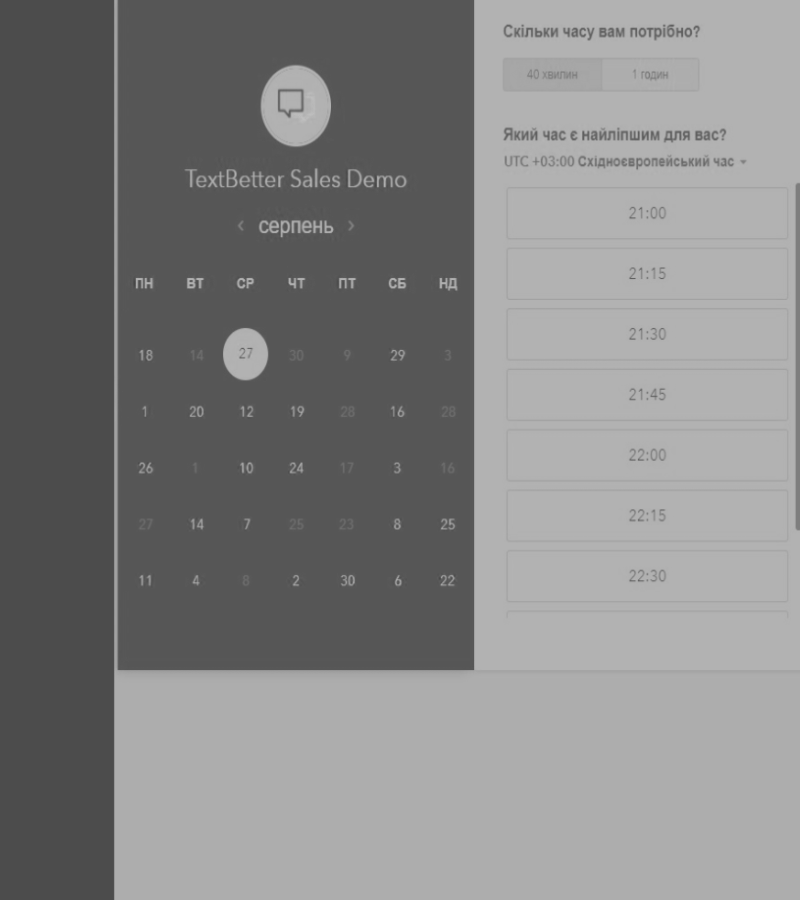 TextBetter Sales Demo
серпень
ПН ВТ СР ЧТ ПТ СБ НД
18 14 27 30 9 29 3
1 20 12 19 28 16 28
26 1 10 24 17 3 16
27 14 7 25 23 8 25
11 4 8 2 30 6 22
Скільки часу вам потрібно?
40 хвилин 1 годин
Який час є найліпшим для вас?
UTC +03:00 Східноєвропейський час
21:00
21:15
21:30
21:45
22:00
22:15
22:30